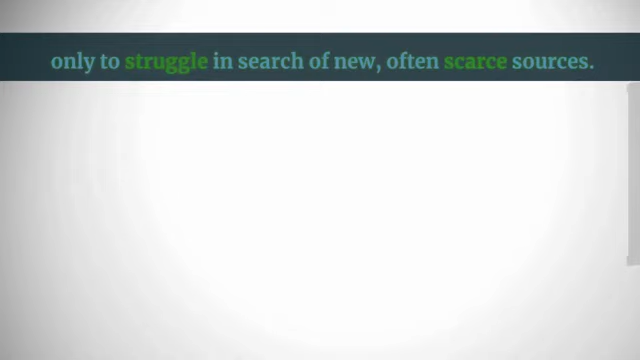 only to struggle in search of new, often scarce sources.